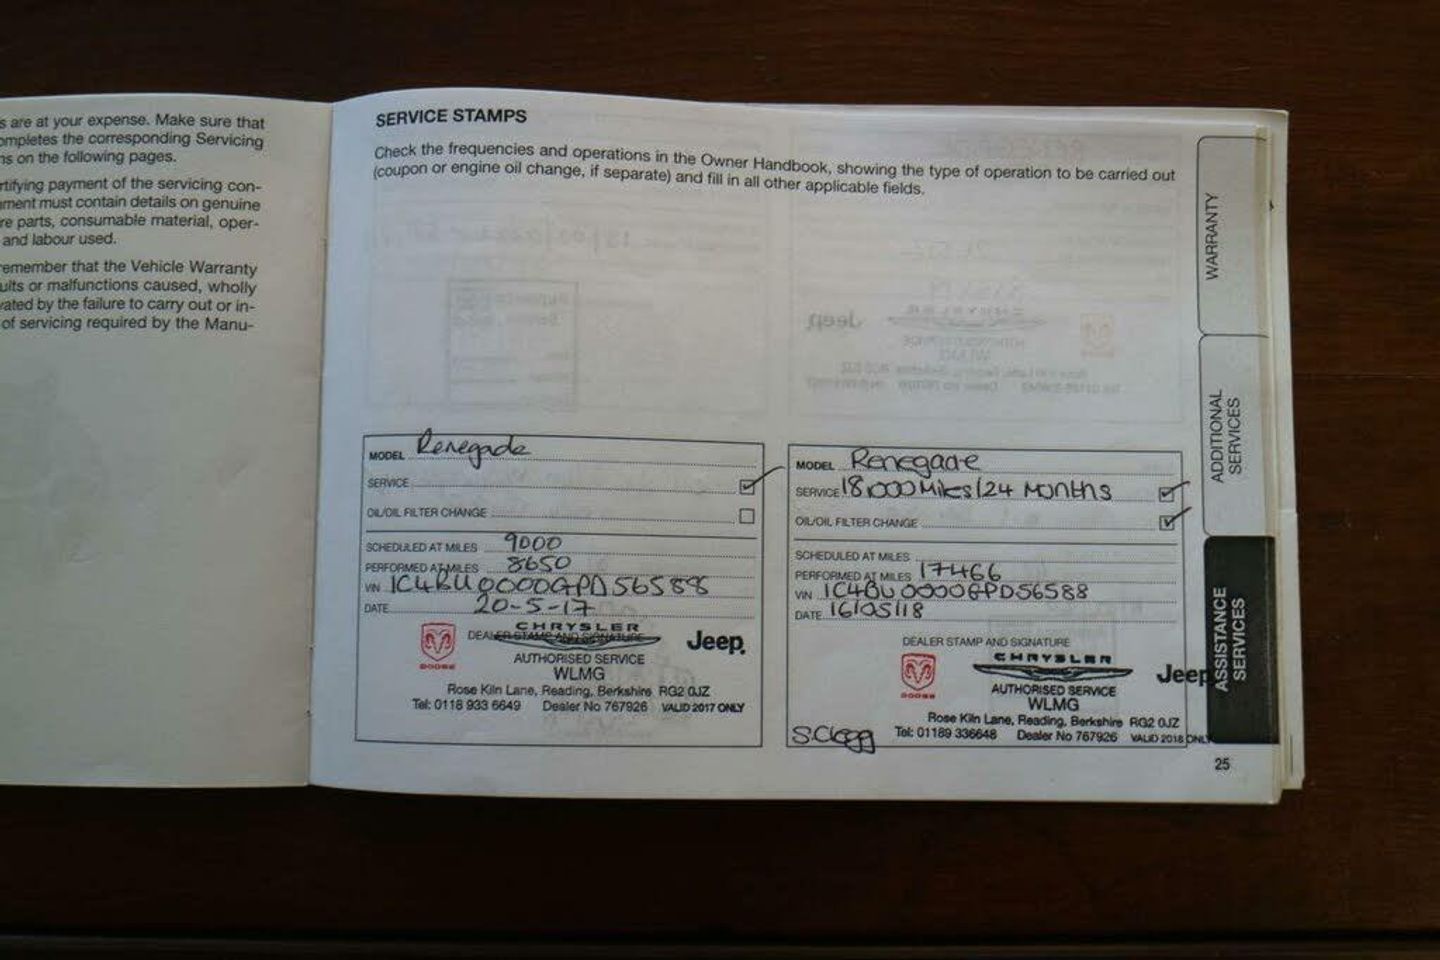 s are at your expense. Make sure that
ompletes the corresponding Servicing
ns on the following pages.
rtifying payment of the servicing con-
ument must contain details on genuine
re parts, consumable material, oper-
and labour used.
remember that the Vehicle Warranty
ults or malfunctions caused, wholly
vated by the failure to carry out or in-
of servicing required by the Manu-
SERVICE STAMPS
Check the frequencies and operations in the Owner Handbook, showing the type of operation to be carried out
(coupon or engine oil change, if separate) and fill in all other applicable fields.
MODEL Renegade
SERVICE
OIL/OIL FILTER CHANGE
SCHEDULED AT MILES 9000
PERFORMED AT MILES 8650
VIN 1C4BU0000GPD56588
DATE 20-5-17
DEALER STAMP AND SIGNATURE
CHRYSLER
DODGE
Jeep
AUTHORISED SERVICE
WLMG
Rose Kiln Lane, Reading, Berkshire RG2 0JZ
Tel: 0118 933 6649 Dealer No 767926 VALID 2017 ONLY
MODEL Renegade
SERVICE 18,000 Miles/24 Months
OIL/OIL FILTER CHANGE
SCHEDULED AT MILES
PERFORMED AT MILES 17466
VIN 1C4BU0000GPD56588
DATE 16/05/18
DEALER STAMP AND SIGNATURE
CHRYSLER
DODGE
Jeep
AUTHORISED SERVICE
WLMG
Rose Kiln Lane, Reading, Berkshire RG2 0JZ
S.Clegg
Tel: 01189 336648 Dealer No 767926 VALID 2018 ONLY
WARRANTY
ADDITIONAL
SERVICES
ASSISTANCE
SERVICES
25